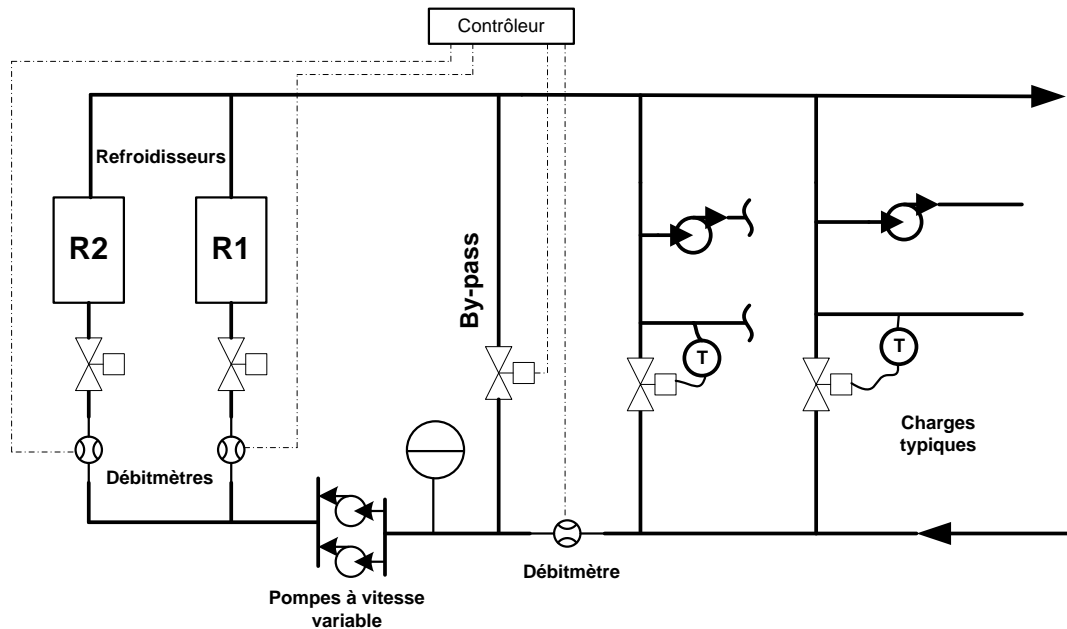 Contrôleur
Refroidisseurs
R2
R1
By-pass
T
T
Charges
typiques
Débitmètres
Débitmètre
Pompes à vitesse
variable